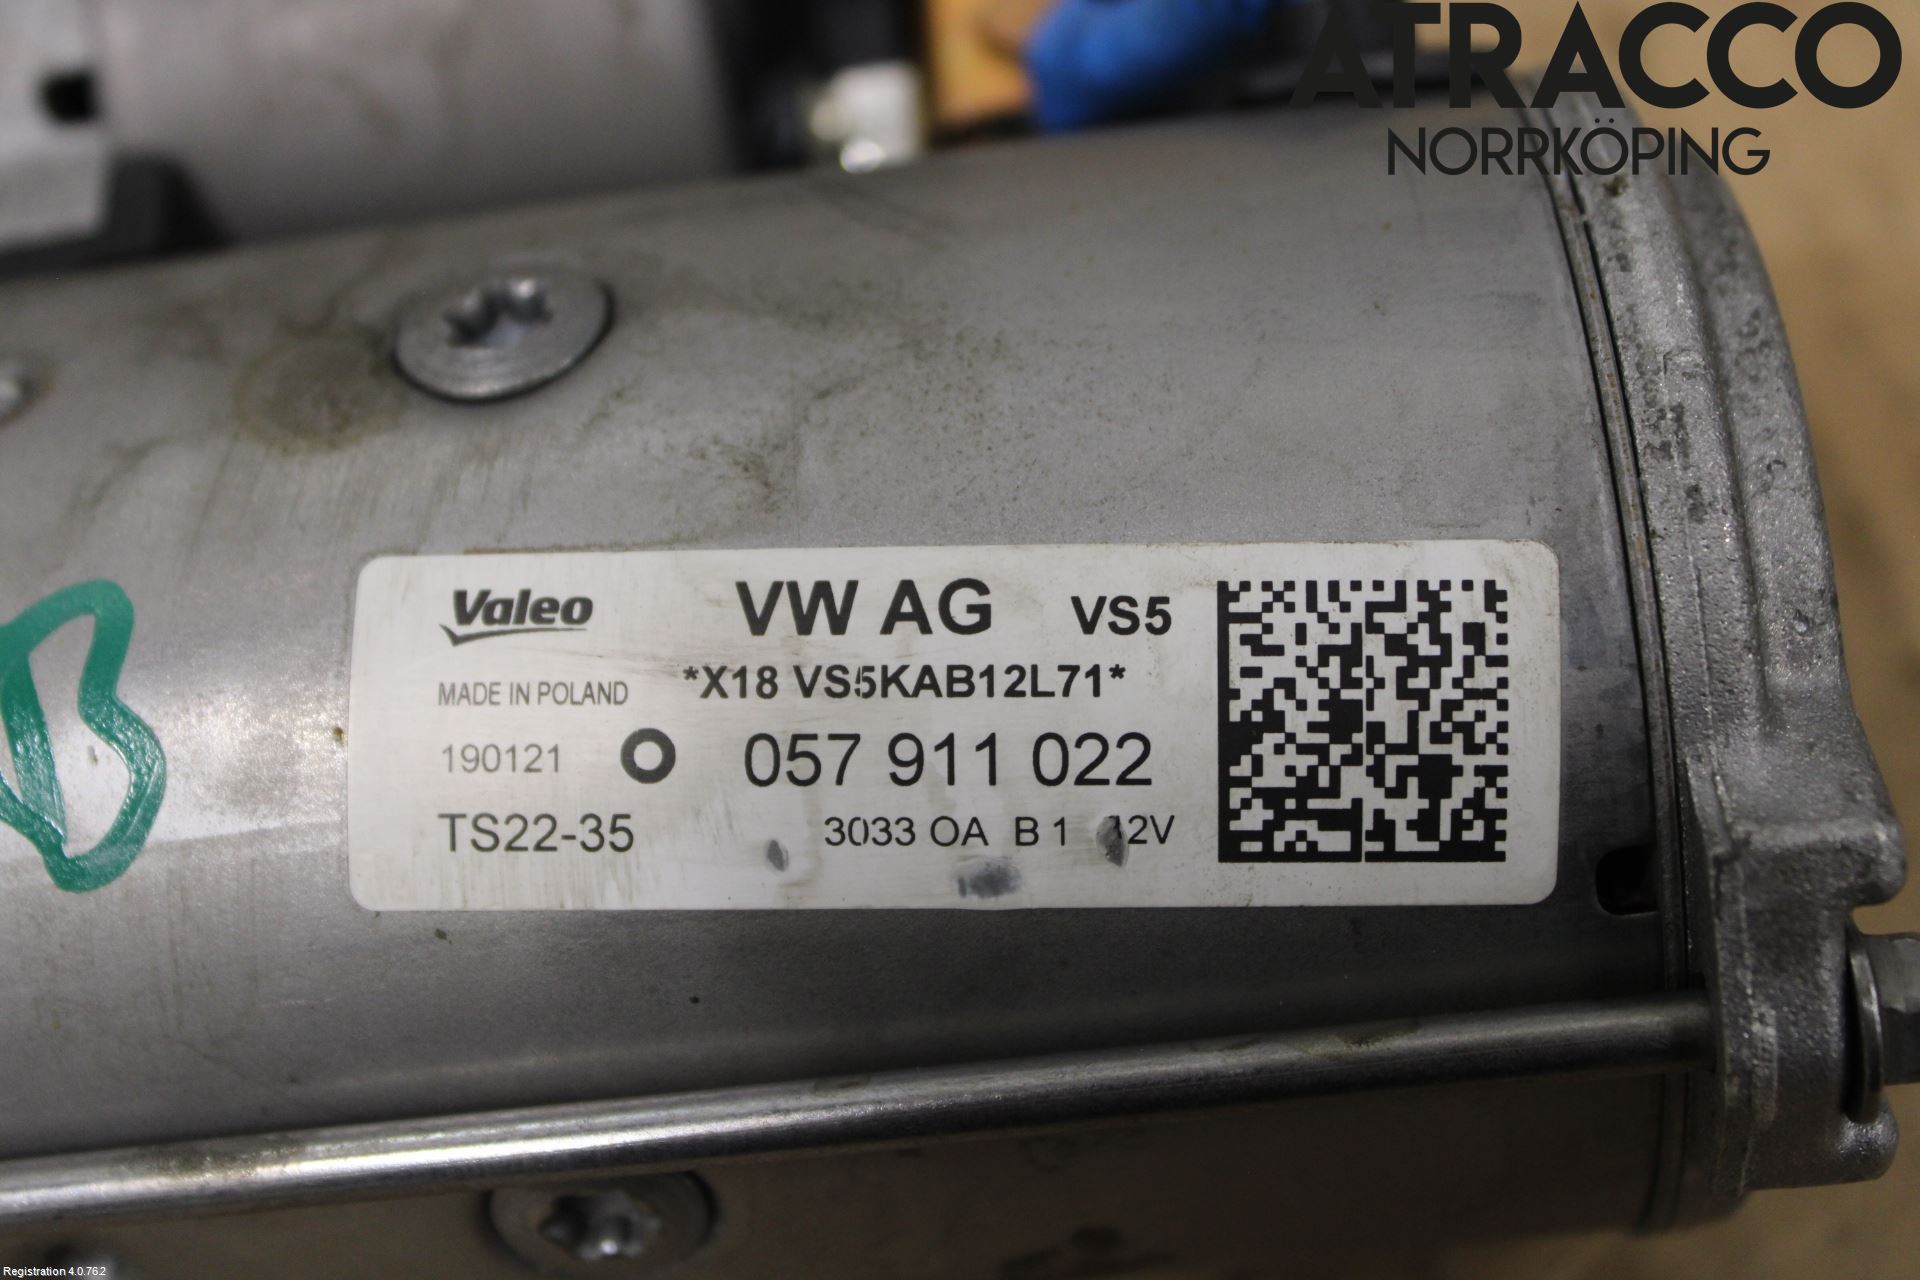 ATRACCO
NORRKÖPING
Valeo VW AG VS5
MADE IN POLAND *X18 VS5KAB12L71*
190121 O 057 911 022
TS22-35 3033 OA B 1 12V
B
Registration 4.0.762